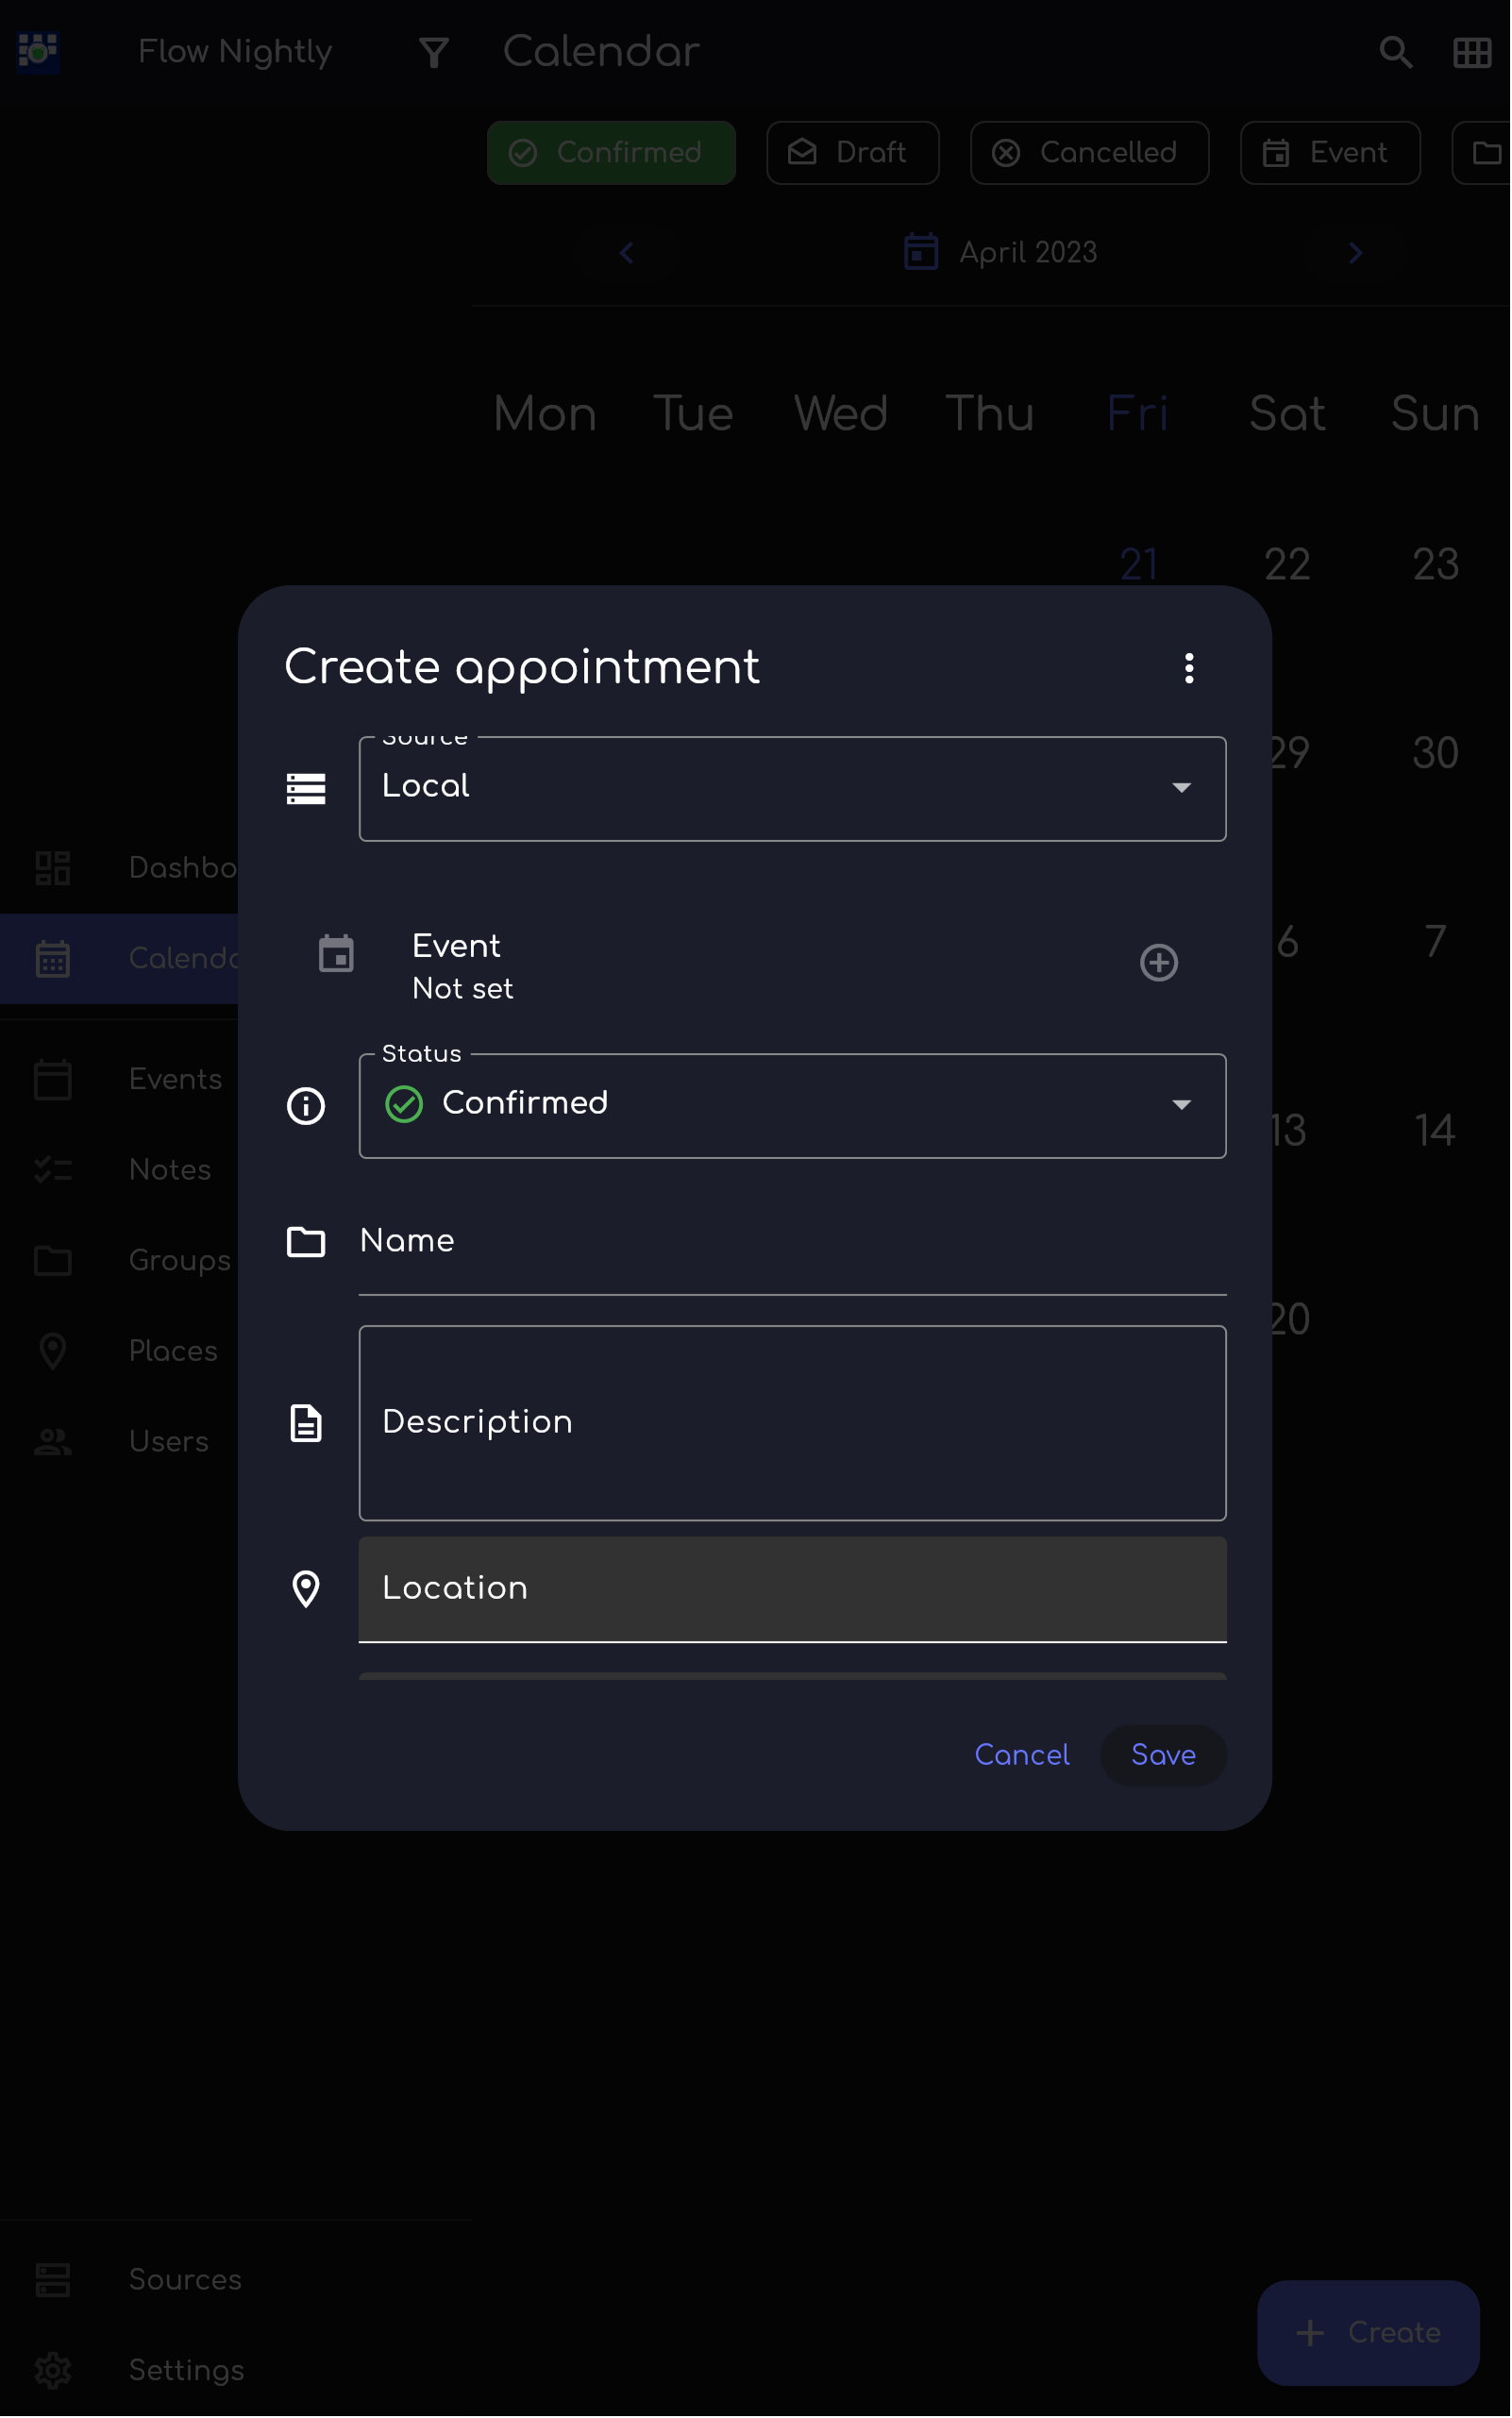 Flow Nightly
Calendar
Confirmed
Draft
Cancelled
Event
April 2023
Mon Tue Wed Thu Fri Sat Sun
21 22 23
29 30
6 7
13 14
20
Dashbo
Calenda
Events
Notes
Groups
Places
Users
Sources
Settings
Create appointment
Source
Local
Event
Not set
Status
Confirmed
Name
Description
Location
Cancel
Save
Create